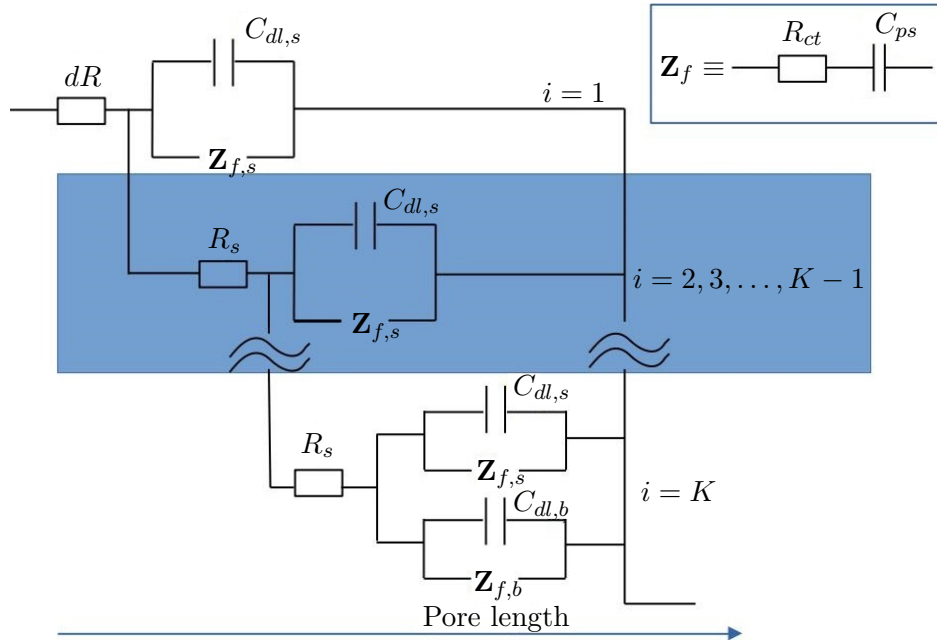 C_{dl,s}
dR
Z_{f,s}
i = 1
Z_f ≡
R_{ct}
C_{ps}
C_{dl,s}
R_s
Z_{f,s}
i = 2, 3, . . . , K − 1
C_{dl,s}
R_s
Z_{f,s}
i = K
C_{dl,b}
Z_{f,b}
Pore length